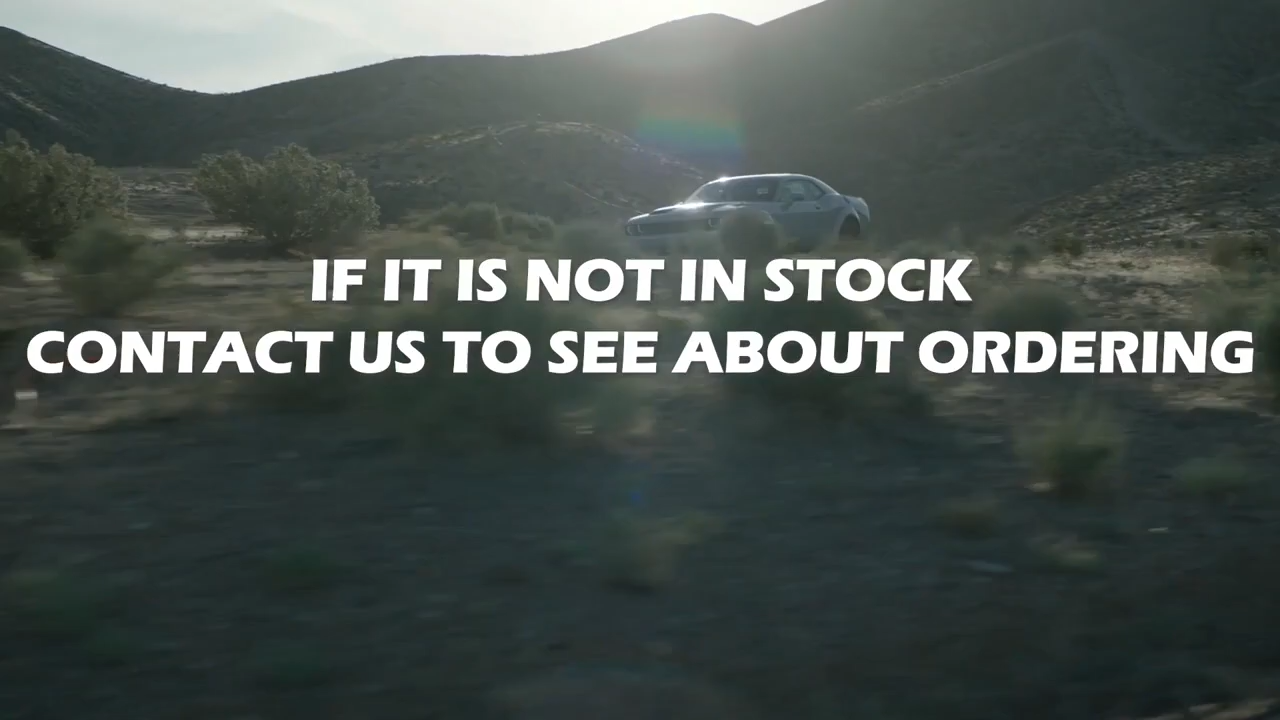 IF IT IS NOT IN STOCK
CONTACT US TO SEE ABOUT ORDERING